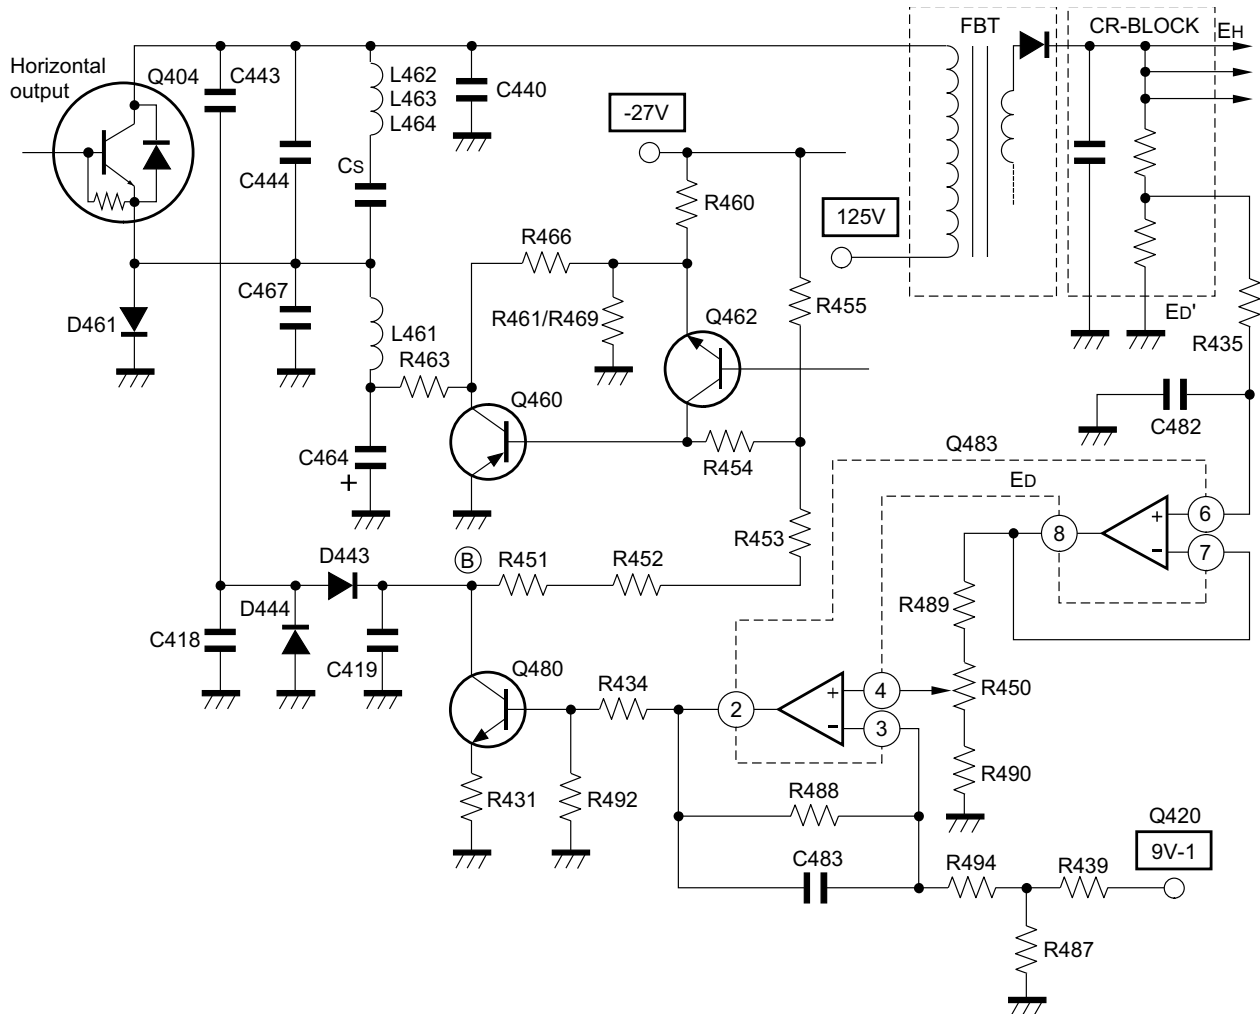 FBT
CR-BLOCK
EH
Horizontal
output
Q404
C443
L462
L463
L464
C440
-27V
C444
CS
R460
125V
R466
C467
R461/R469
Q462
R455
ED'
R435
D461
L461
R463
Q460
C482
C464
+
R454
Q483
ED
+
-
6
7
8
R453
D443
B
R451
R452
D444
R489
C418
C419
Q480
R434
2
+
-
4
3
R450
R431
R492
R490
R488
Q420
9V-1
C483
R494
R439
R487